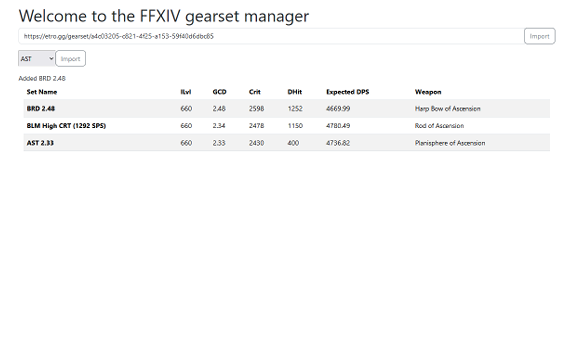 Welcome to the FFXIV gearset manager
https://etro.gg/gearset/a4c03205-c821-4f25-a153-59f40d6dbc85 Import
AST Import
Added BRD 2.48
Set Name ILvl GCD Crit DHit Expected DPS Weapon
BRD 2.48 660 2.48 2598 1252 4669.99 Harp Bow of Ascension
BLM High CRT (1292 SPS) 660 2.34 2478 1150 4780.49 Rod of Ascension
AST 2.33 660 2.33 2430 400 4736.82 Planisphere of Ascension